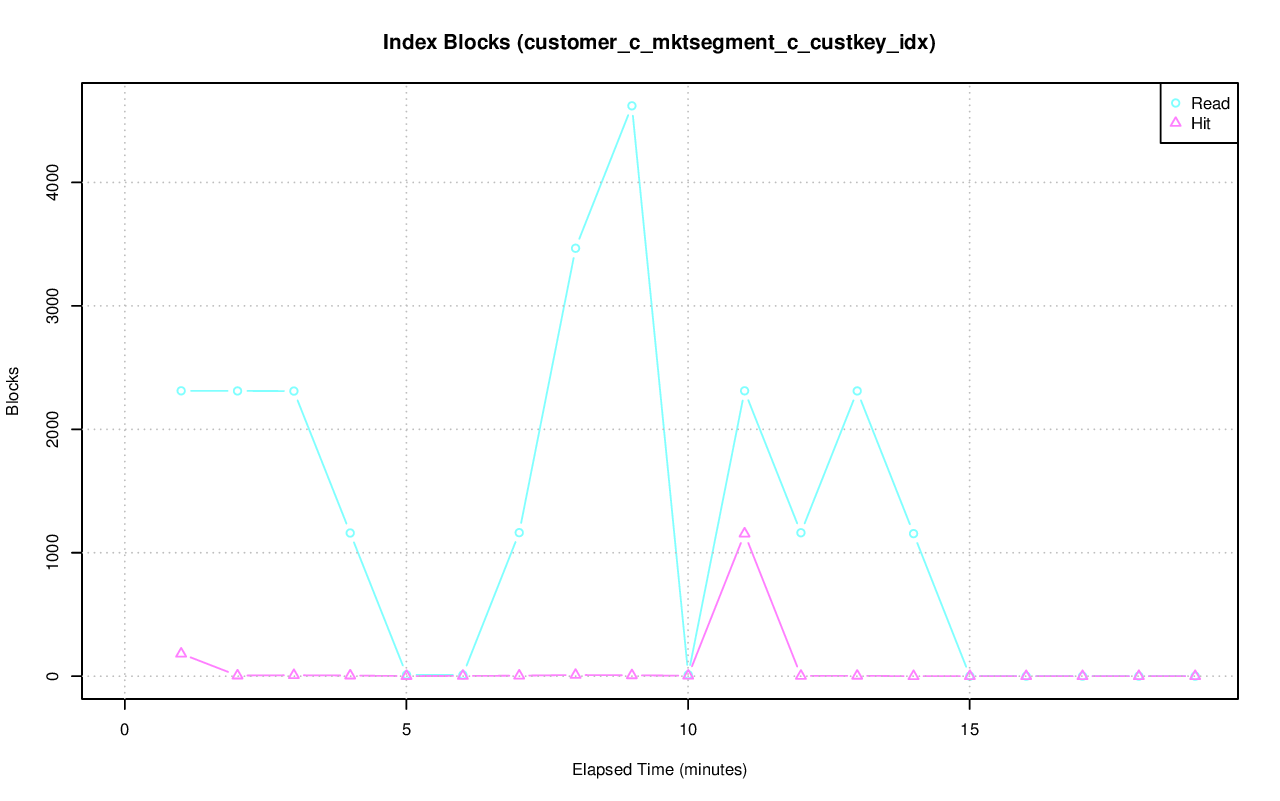 Index Blocks (customer_c_mktsegment_c_custkey_idx)
Read
Hit
Blocks
4000
3000
2000
1000
0
0 5 10 15
Elapsed Time (minutes)